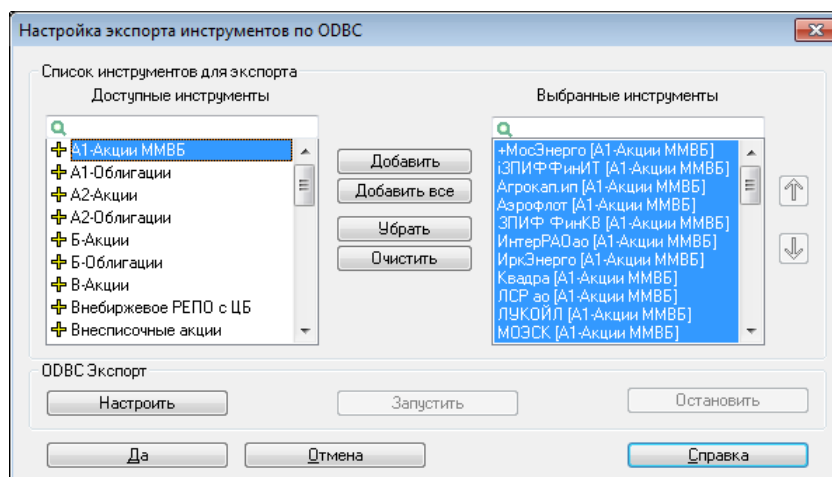 Настройка экспорта инструментов по ODBC
Список инструментов для экспорта
Доступные инструменты
А1-Акции ММВБ
А1-Облигации
А2-Акции
А2-Облигации
Б-Акции
Б-Облигации
В-Акции
Внебиржевое РЕПО с ЦБ
Внесписочные акции
Добавить
Добавить все
Убрать
Очистить
Выбранные инструменты
+МосЭнерго [А1-Акции ММВБ]
iЗПИФФинИТ [А1-Акции ММВБ]
Агрокап.ип [А1-Акции ММВБ]
Аэрофлот [А1-Акции ММВБ]
ЗПИФ ФинКВ [А1-Акции ММВБ]
ИнтерРАОао [А1-Акции ММВБ]
ИркЭнерго [А1-Акции ММВБ]
Квадра [А1-Акции ММВБ]
ЛСР ао [А1-Акции ММВБ]
ЛУКОЙЛ [А1-Акции ММВБ]
МОЭСК [А1-Акции ММВБ]
ODBC Экспорт
Настроить
Запустить
Остановить
Да
Отмена
Справка